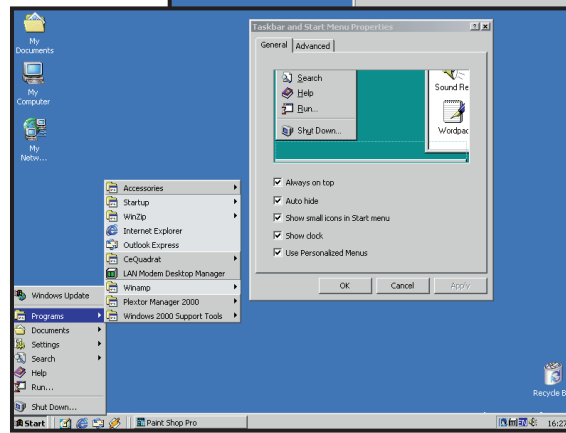 My
Documents
My
Computer
My
Netw...
Taskbar and Start Menu Properties
General
Advanced
Search
Help
Run...
Shut Down...
Sound Re
Wordpac
Always on top
Auto hide
Show small icons in Start menu
Show clock
Use Personalized Menus
OK
Cancel
Apply
Accessories
Startup
WinZip
Internet Explorer
Outlook Express
CeQuadrat
LAN Modem Desktop Manager
Winamp
Plextor Manager 2000
Windows 2000 Support Tools
Windows Update
Programs
Documents
Settings
Search
Help
Run...
Shut Down...
Recycle B
Start
Paint Shop Pro
EN
16:27